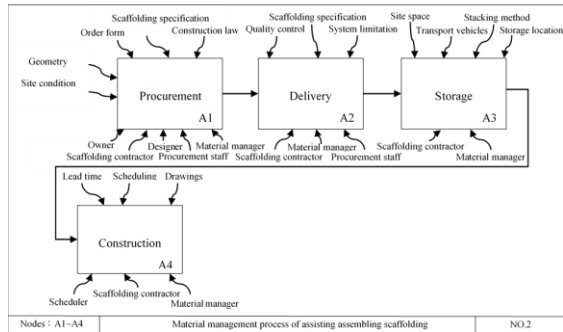 Scaffolding specification
Order form
Construction law
Geometry
Site condition
Procurement
A1
Owner
Designer
Material manager
Scaffolding contractor
Procurement staff
Scaffolding specification
Quality control
System limitation
Delivery
A2
Material manager
Scaffolding contractor
Procurement staff
Site space
Stacking method
Transport vehicles
Storage location
Storage
A3
Scaffolding contractor
Material manager
Lead time
Scheduling
Drawings
Construction
A4
Scheduler
Scaffolding contractor
Material manager
Nodes：A1~A4
Material management process of assisting assembling scaffolding
NO.2